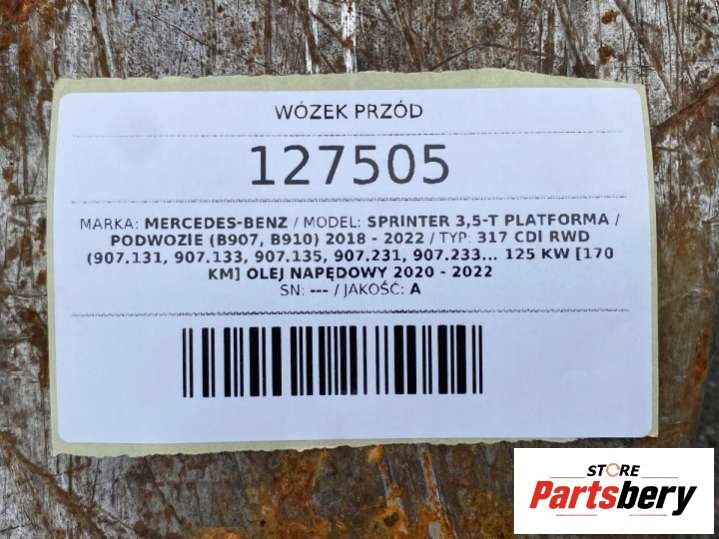 WÓZEK PRZÓD
127505
MARKA: MERCEDES-BENZ / MODEL: SPRINTER 3,5-T PLATFORMA /
PODWOZIE (B907, B910) 2018 - 2022 / TYP: 317 CDI RWD
(907.131, 907.133, 907.135, 907.231, 907.233... 125 KW [170
KM] OLEJ NAPĘDOWY 2020 - 2022
SN: --- / JAKOŚĆ: A
STORE
Partsbery